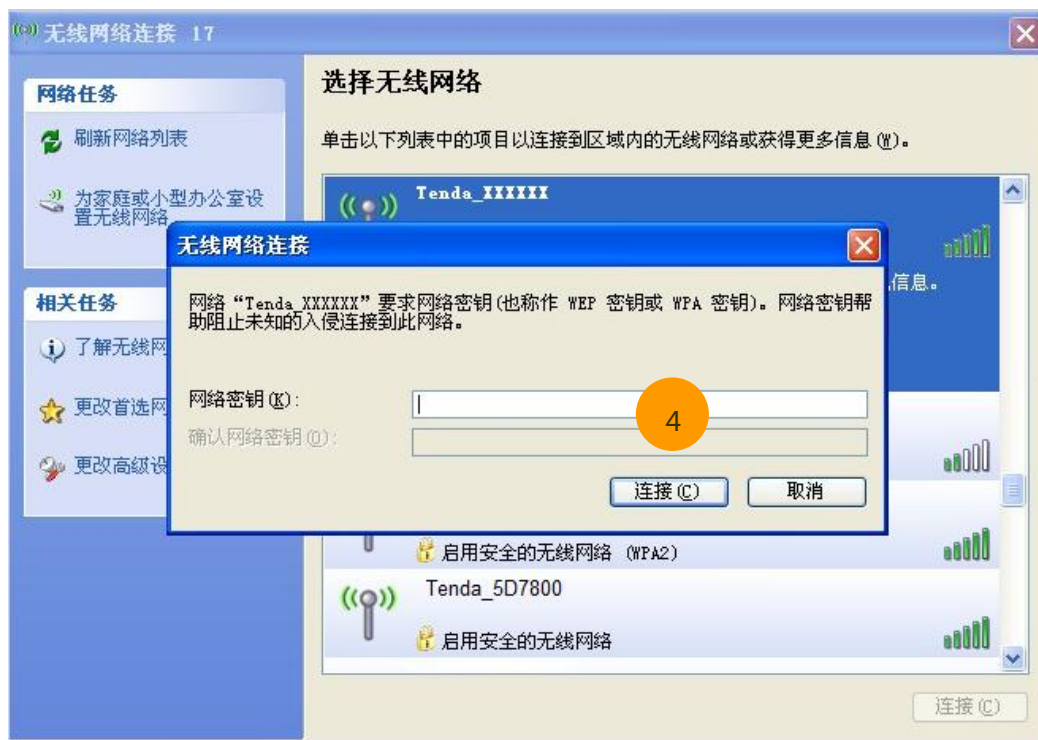 无线网络连接 17
网络任务
刷新网络列表
为家庭或小型办公室设
置无线网络
相关任务
了解无线网
更改首选网
更改高级设
选择无线网络
单击以下列表中的项目以连接到区域内的无线网络或获得更多信息(W)。
Tenda_XXXXXX
信息。
无线网络连接
网络“Tenda_XXXXXX”要求网络密钥(也称作 WEP 密钥或 WPA 密钥)。网络密钥帮
助阻止未知的入侵连接到此网络。
网络密钥(K):
4
确认网络密钥(O):
连接(C)
取消
启用安全的无线网络 (WPA2)
Tenda_5D7800
启用安全的无线网络
连接(C)